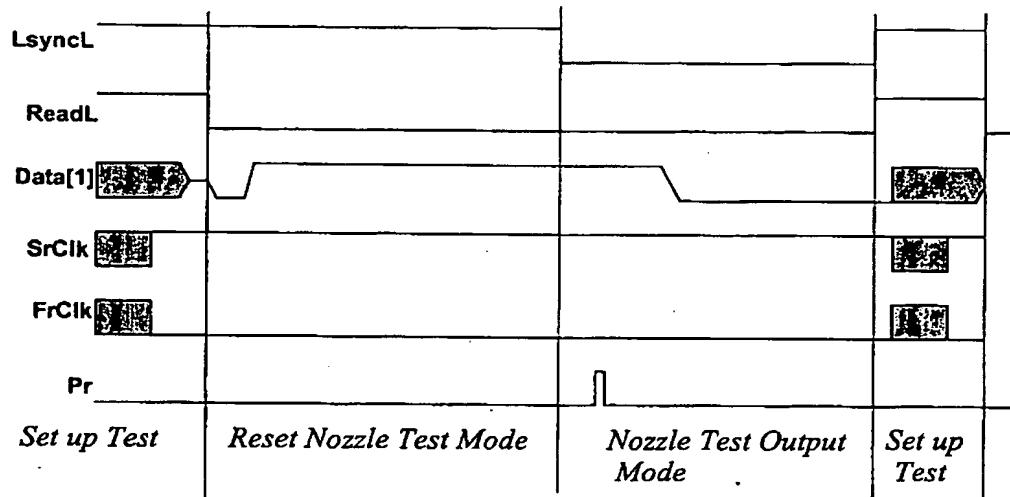 LsyncL
ReadL
Data[1]
SrClk
FrClk
Pr
Set up Test
Reset Nozzle Test Mode
Nozzle Test Output
Mode
Set up
Test